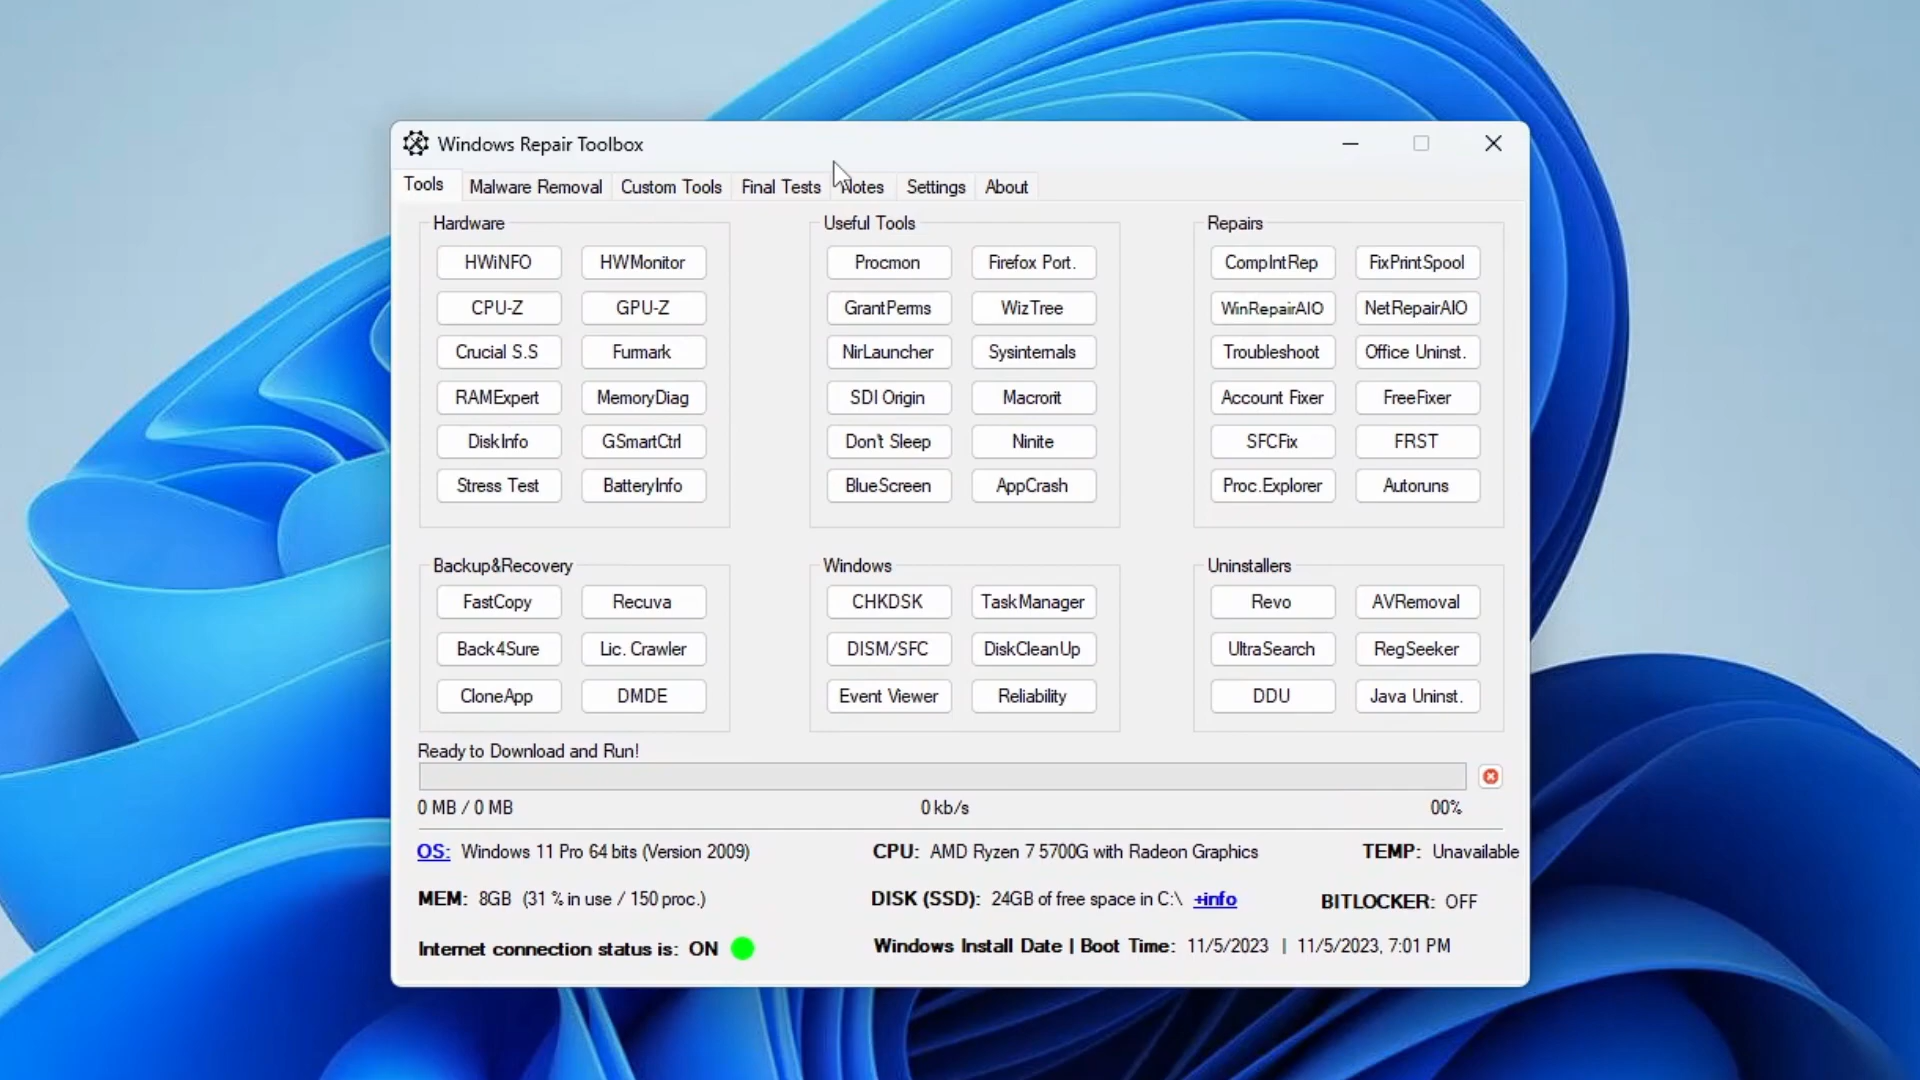 Windows Repair Toolbox
Tools Malware Removal Custom Tools Final Tests Notes Settings About
Hardware
HWiNFO HWMonitor
CPU-Z GPU-Z
Crucial S.S Furmark
RAMExpert MemoryDiag
DiskInfo GSmartCtrl
Stress Test BatteryInfo
Useful Tools
Procmon Firefox Port.
GrantPerms WizTree
NirLauncher Sysinternals
SDI Origin Macrorit
Don't Sleep Ninite
BlueScreen AppCrash
Repairs
CompIntRep FixPrintSpool
WinRepairAIO NetRepairAIO
Troubleshoot Office Uninst.
Account Fixer FreeFixer
SFCFix FRST
Proc.Explorer Autoruns
Backup&Recovery
FastCopy Recuva
Back4Sure Lic. Crawler
CloneApp DMDE
Windows
CHKDSK TaskManager
DISM/SFC DiskCleanUp
Event Viewer Reliability
Uninstallers
Revo AVRemoval
UltraSearch RegSeeker
DDU Java Uninst.
Ready to Download and Run!
0 MB / 0 MB 0 kb/s 00%
OS: Windows 11 Pro 64 bits (Version 2009) CPU: AMD Ryzen 7 5700G with Radeon Graphics TEMP: Unavailable
MEM: 8GB (31 % in use / 150 proc.) DISK (SSD): 24GB of free space in C:\ +info BITLOCKER: OFF
Internet connection status is: ON Windows Install Date | Boot Time: 11/5/2023 | 11/5/2023, 7:01 PM